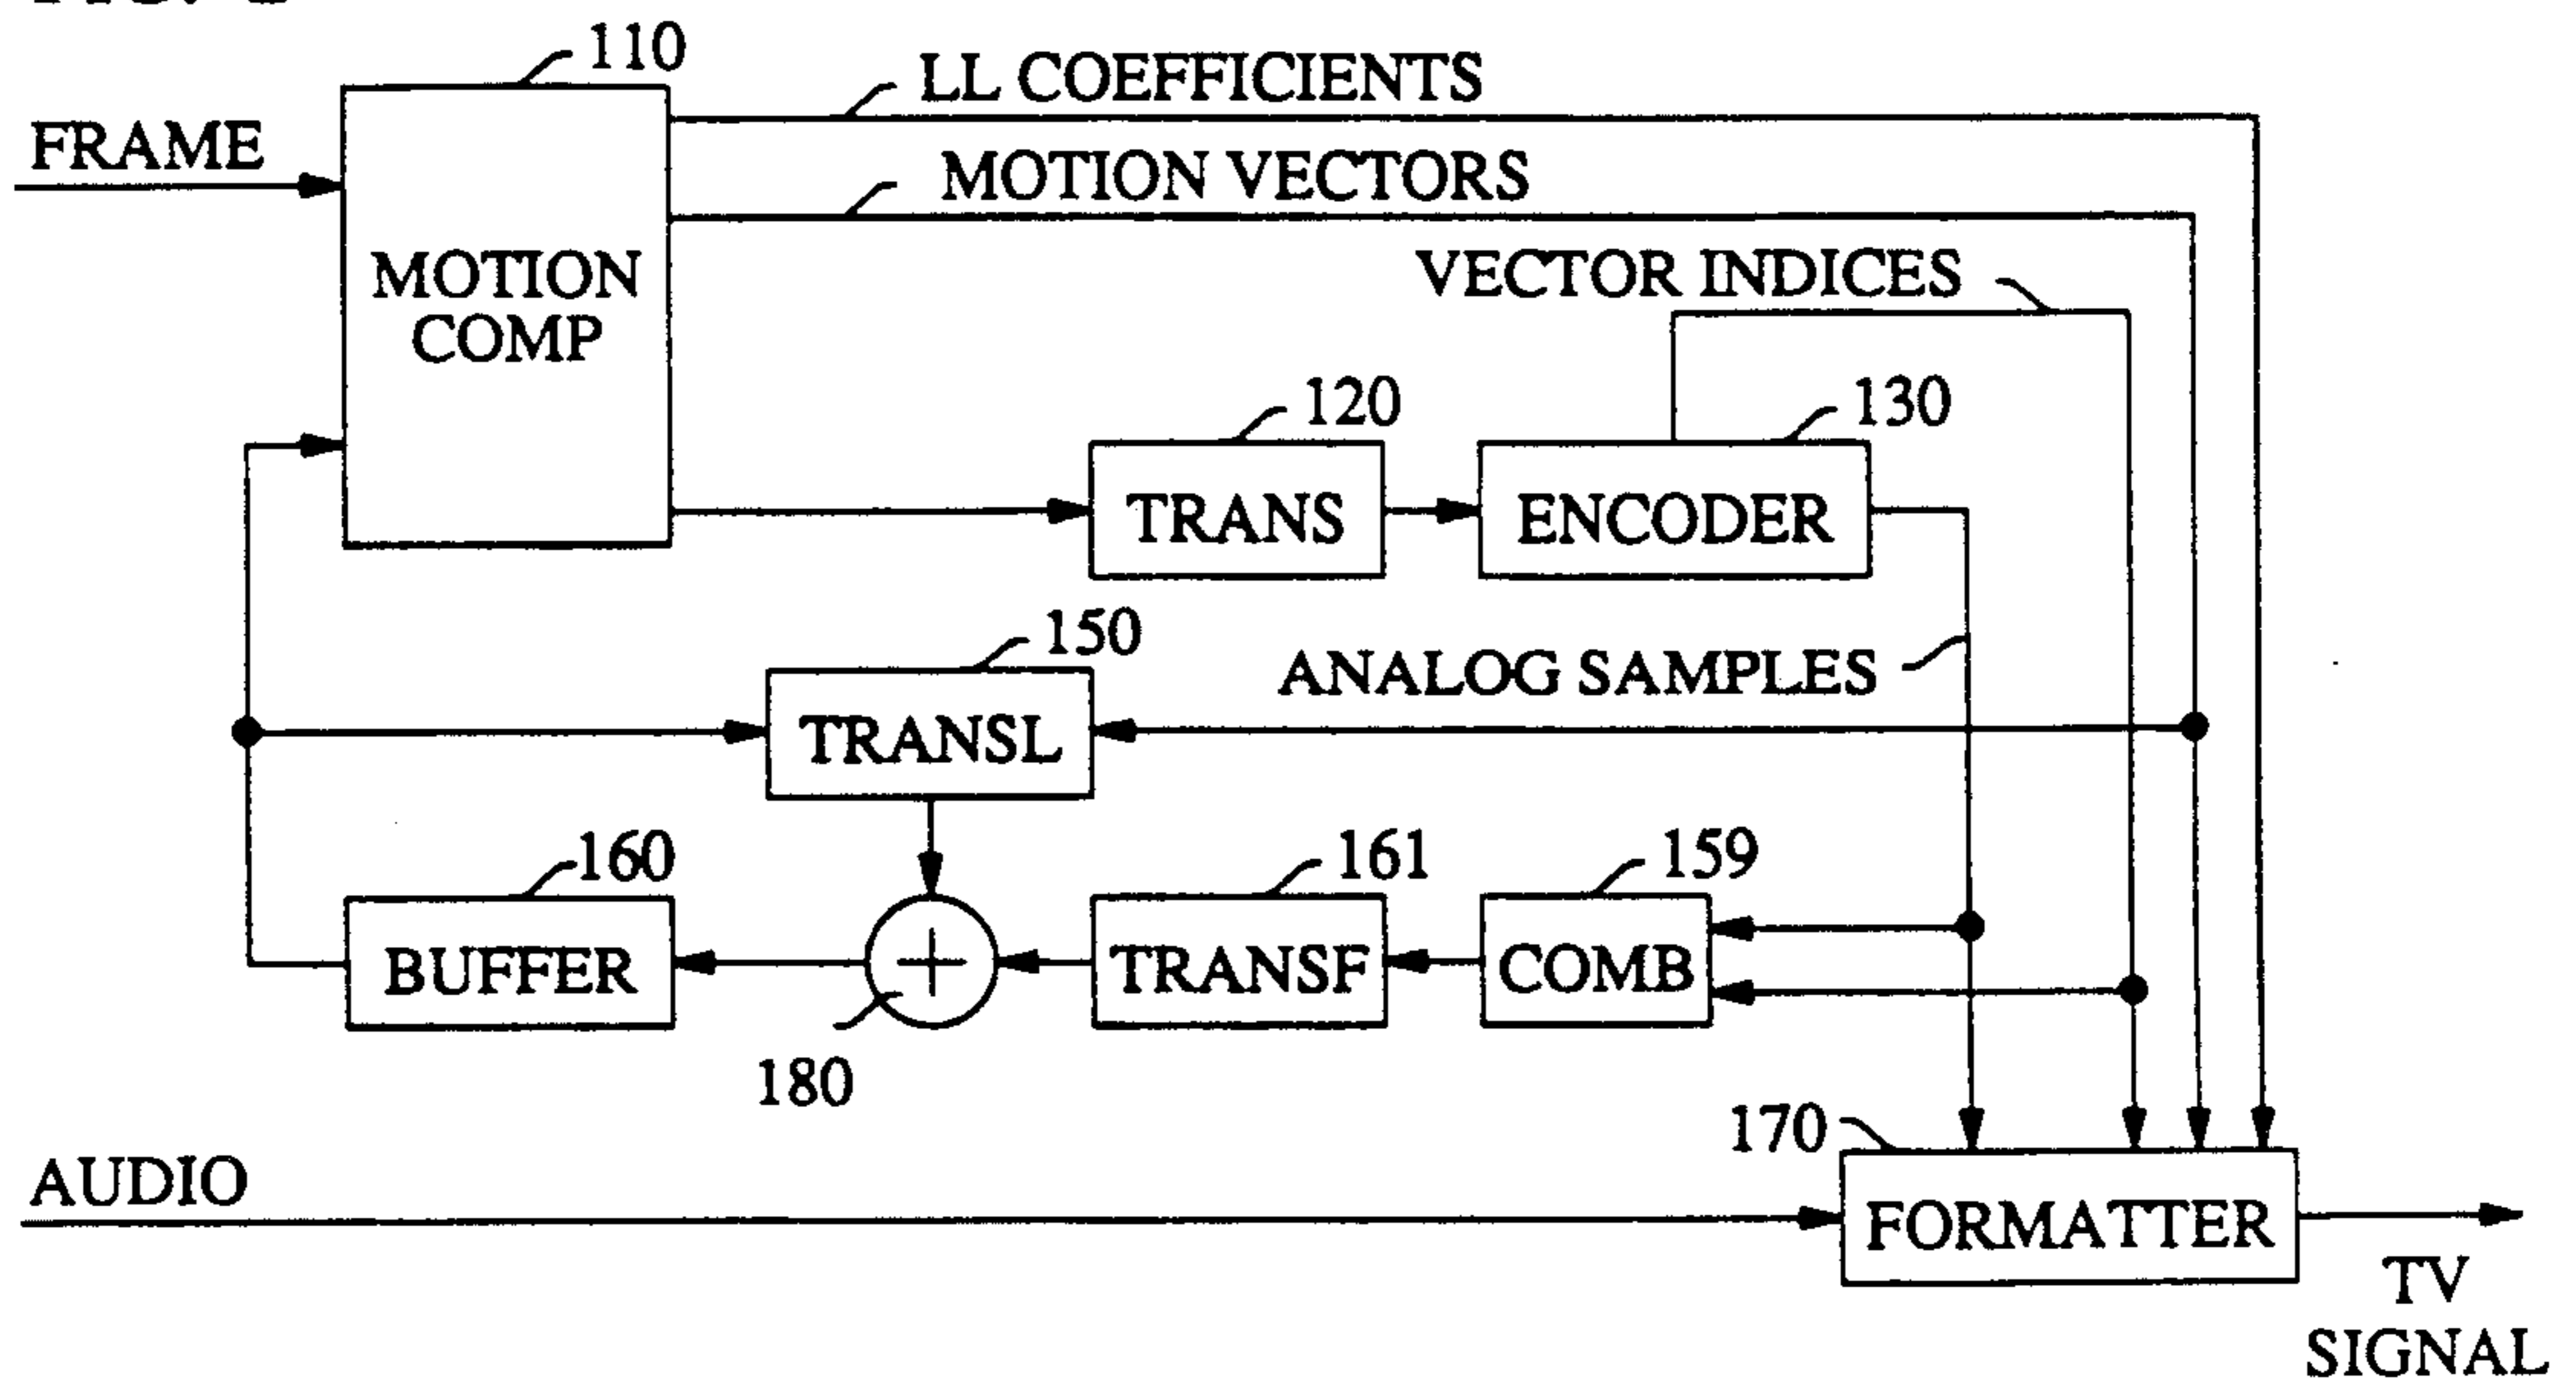 110
LL COEFFICIENTS
FRAME
MOTION VECTORS
MOTION
COMP
VECTOR INDICES
120
130
TRANS
ENCODER
150
ANALOG SAMPLES
TRANSL
160
161
159
BUFFER
+
TRANSF
COMB
180
170
AUDIO
FORMATTER
TV
SIGNAL